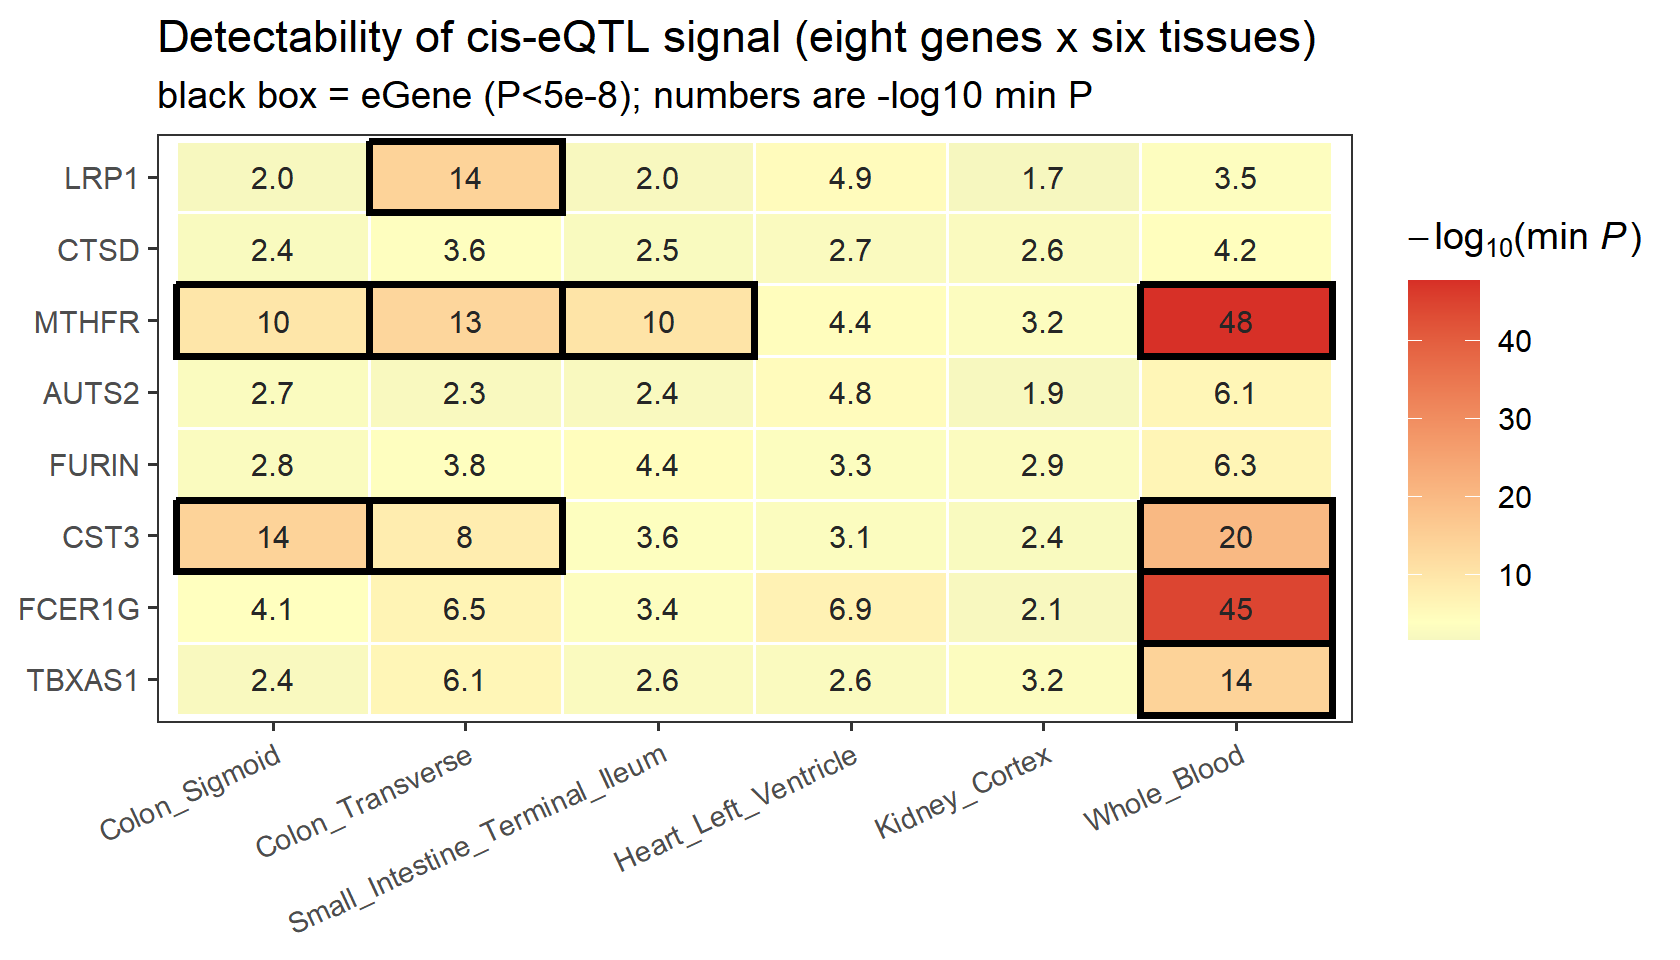 Detectability of cis-eQTL signal (eight genes x six tissues)
black box = eGene (P<5e-8); numbers are -log10 min P
LRP1 2.0 14 2.0 4.9 1.7 3.5
CTSD 2.4 3.6 2.5 2.7 2.6 4.2
MTHFR 10 13 10 4.4 3.2 48
AUTS2 2.7 2.3 2.4 4.8 1.9 6.1
FURIN 2.8 3.8 4.4 3.3 2.9 6.3
CST3 14 8 3.6 3.1 2.4 20
FCER1G 4.1 6.5 3.4 6.9 2.1 45
TBXAS1 2.4 6.1 2.6 2.6 3.2 14
Colon_Sigmoid
Colon_Transverse
Small_Intestine_Terminal_Ileum
Heart_Left_Ventricle
Kidney_Cortex
Whole_Blood
−log₁₀(min P)
40
30
20
10